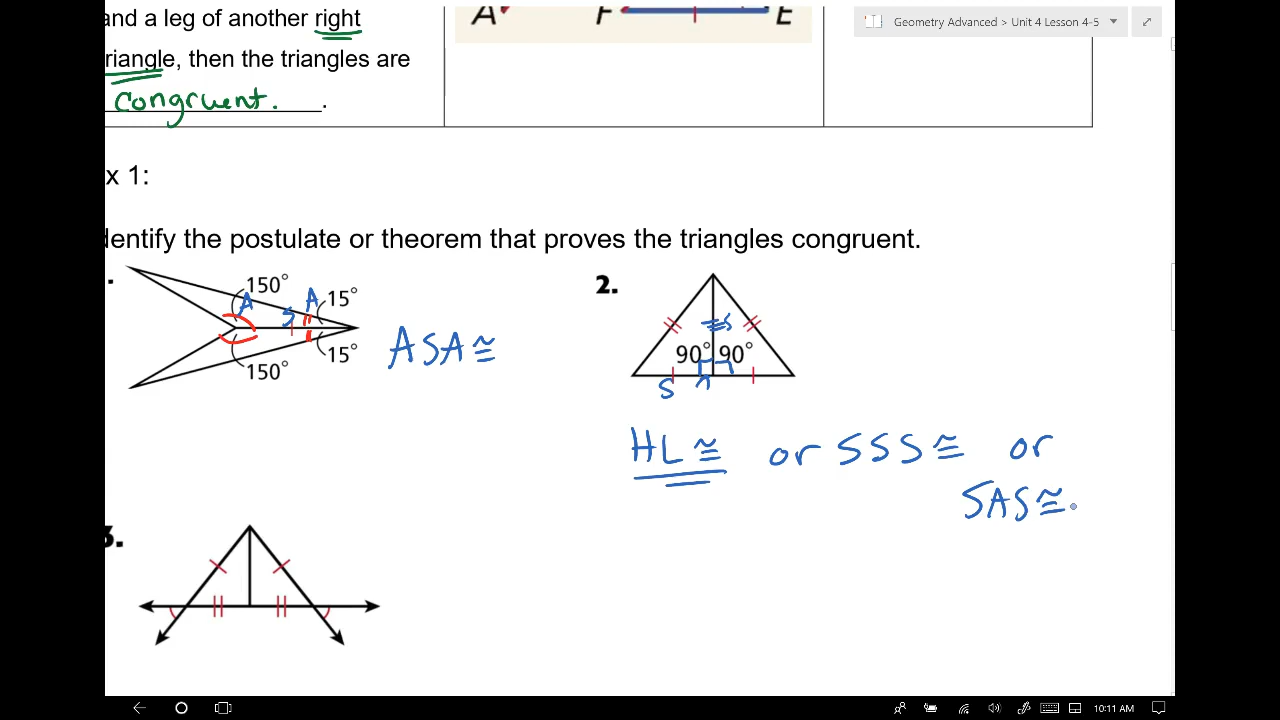 and a leg of another right
riangle, then the triangles are
congruent. .
A F E
Geometry Advanced > Unit 4 Lesson 4-5
x 1:
dentify the postulate or theorem that proves the triangles congruent.
.
150°
A
A
15°
S
15°
150°
ASA≅
2.
S
90° 90°
S
HL≅ or SSS≅ or
SAS≅
3.
10:11 AM